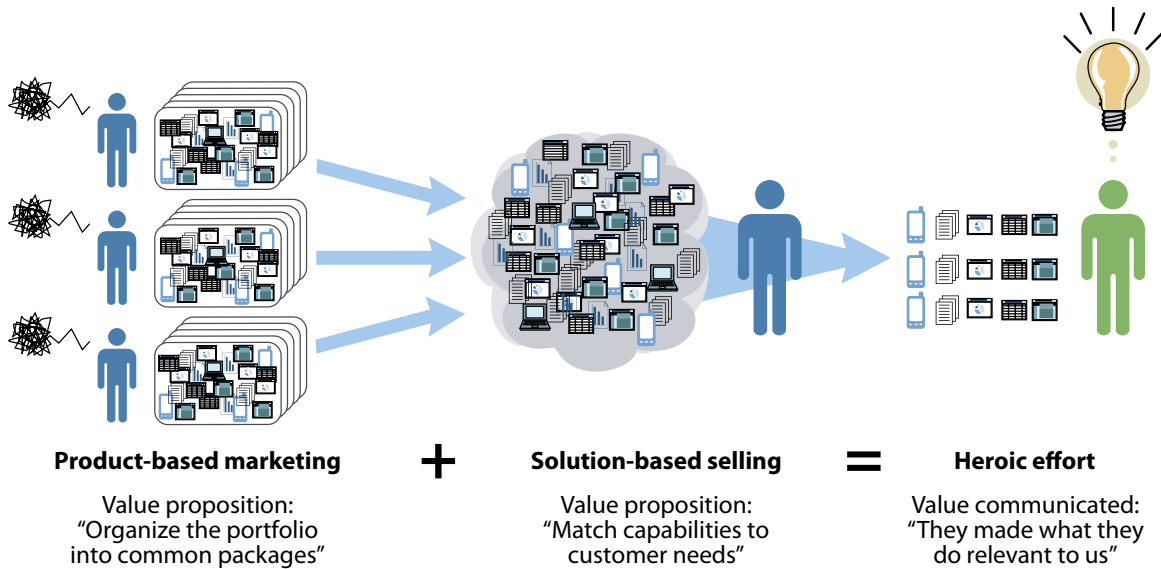 Product-based marketing
Value proposition:
“Organize the portfolio
into common packages”
+
Solution-based selling
Value proposition:
“Match capabilities to
customer needs”
=
Heroic effort
Value communicated:
“They made what they
do relevant to us”